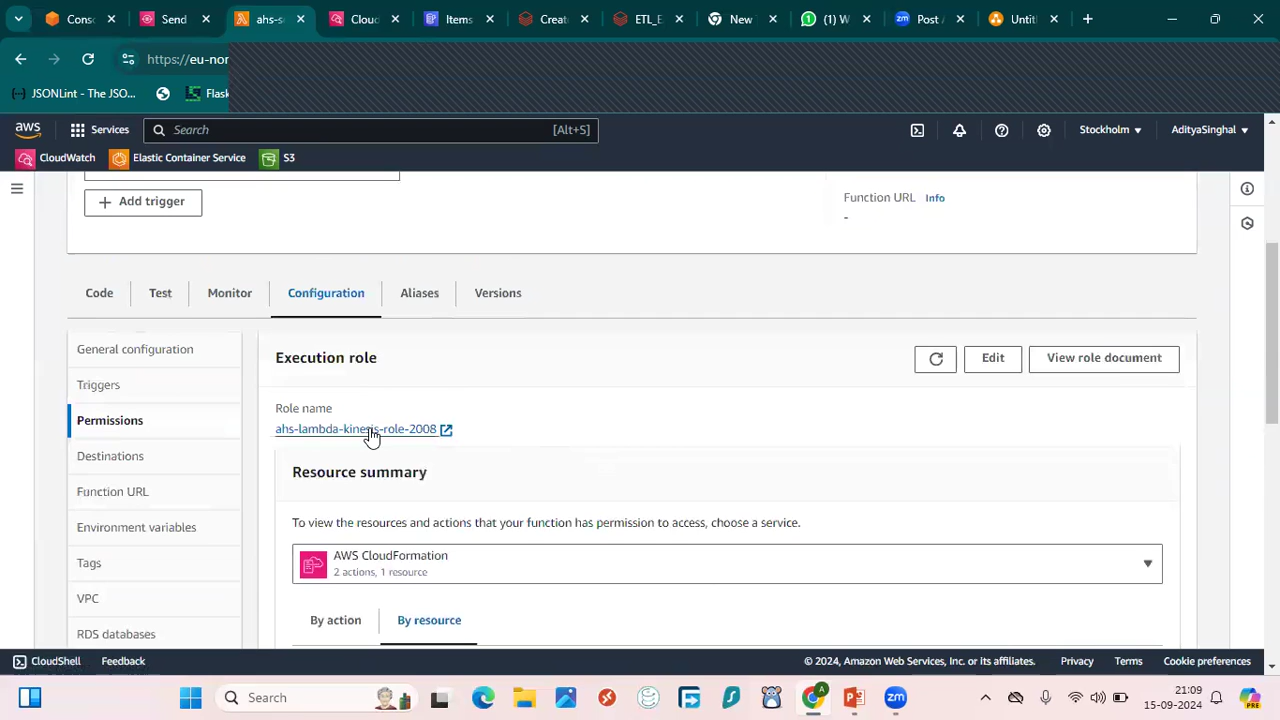 Cons
Send
ahs-s
Cloud
Items
Create
ETL_E
New T
(1) W
Post A
Untit
https://eu-nor
JSONLint - The JSO...
Flask
aws
Services
Search
[Alt+S]
Stockholm
AdityaSinghal
CloudWatch
Elastic Container Service
S3
Add trigger
Function URL Info
-
Code
Test
Monitor
Configuration
Aliases
Versions
General configuration
Triggers
Permissions
Destinations
Function URL
Environment variables
Tags
VPC
RDS databases
Execution role
Edit
View role document
Role name
ahs-lambda-kinesis-role-2008
Resource summary
To view the resources and actions that your function has permission to access, choose a service.
AWS CloudFormation
2 actions, 1 resource
By action
By resource
CloudShell
Feedback
© 2024, Amazon Web Services, Inc. or its affiliates.
Privacy
Terms
Cookie preferences
Search
21:09
15-09-2024